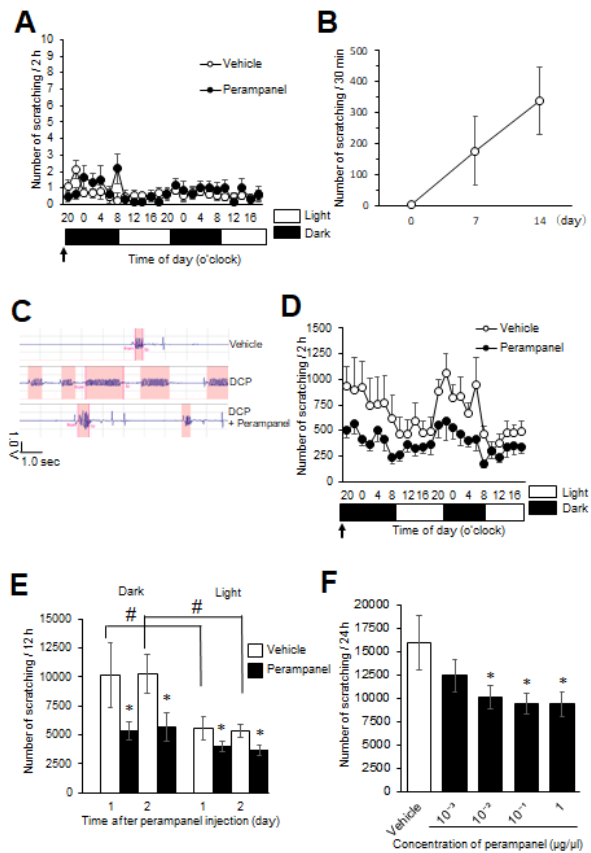 A
Number of scratching / 2 h
10
9
8
7
6
5
4
3
2
1
0
Vehicle
Perampanel
20 0 4 8 12 16 20 0 4 8 12 16
Light
Dark
Time of day (o'clock)
B
Number of scratching / 30 min
500
400
300
200
100
0
0 7 14 (day)
C
Vehicle
DCP
DCP
+ Perampanel
1.0 V
1.0 sec
D
Number of scratching / 2 h
1500
1250
1000
750
500
250
0
Vehicle
Perampanel
20 0 4 8 12 16 20 0 4 8 12 16
Light
Dark
Time of day (o'clock)
E
Number of scratching / 12 h
15000
12500
10000
7500
5000
2500
0
Dark Light
# #
Vehicle
Perampanel
* * * *
1 2 1 2
Time after perampanel injection (day)
F
Number of scratching / 24 h
20000
17500
15000
12500
10000
7500
5000
2500
0
* * *
Vehicle 10⁻³ 10⁻² 10⁻¹ 1
Concentration of perampanel (µg/µl)